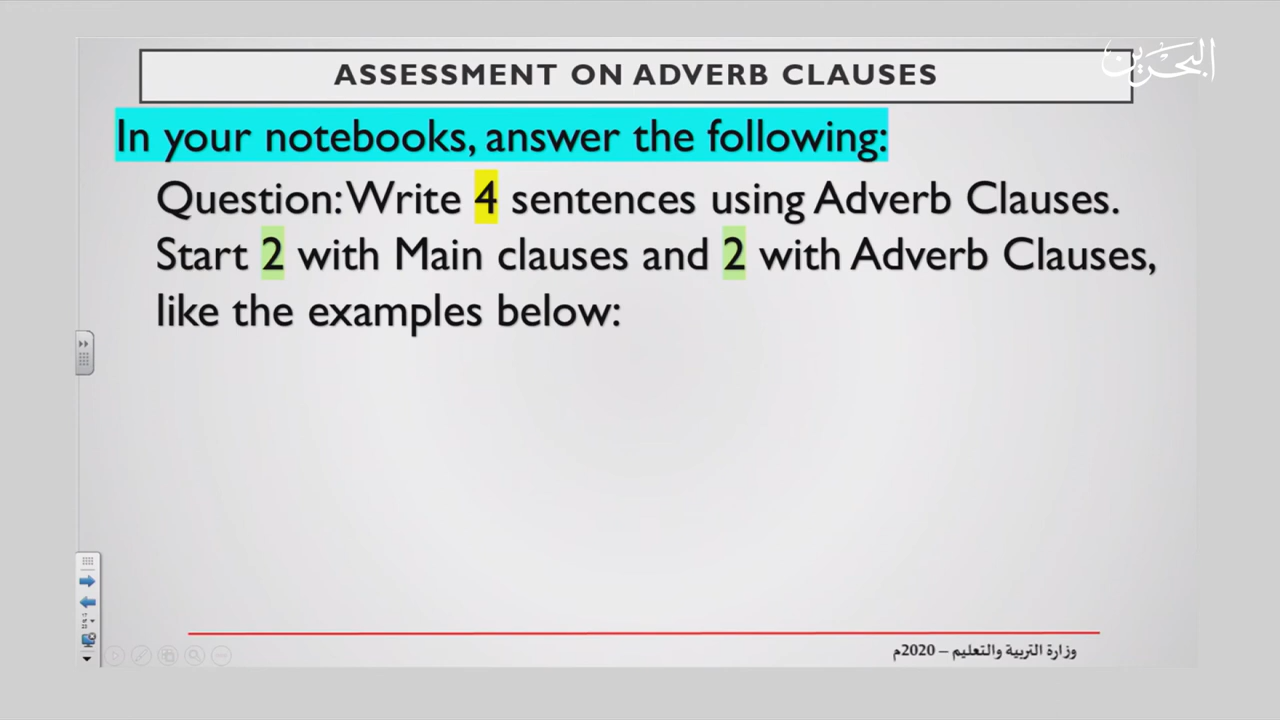 ASSESSMENT ON ADVERB CLAUSES
البحرين
In your notebooks, answer the following:
Question: Write 4 sentences using Adverb Clauses.
Start 2 with Main clauses and 2 with Adverb Clauses,
like the examples below:
وزارة التربية والتعليم – 2020م